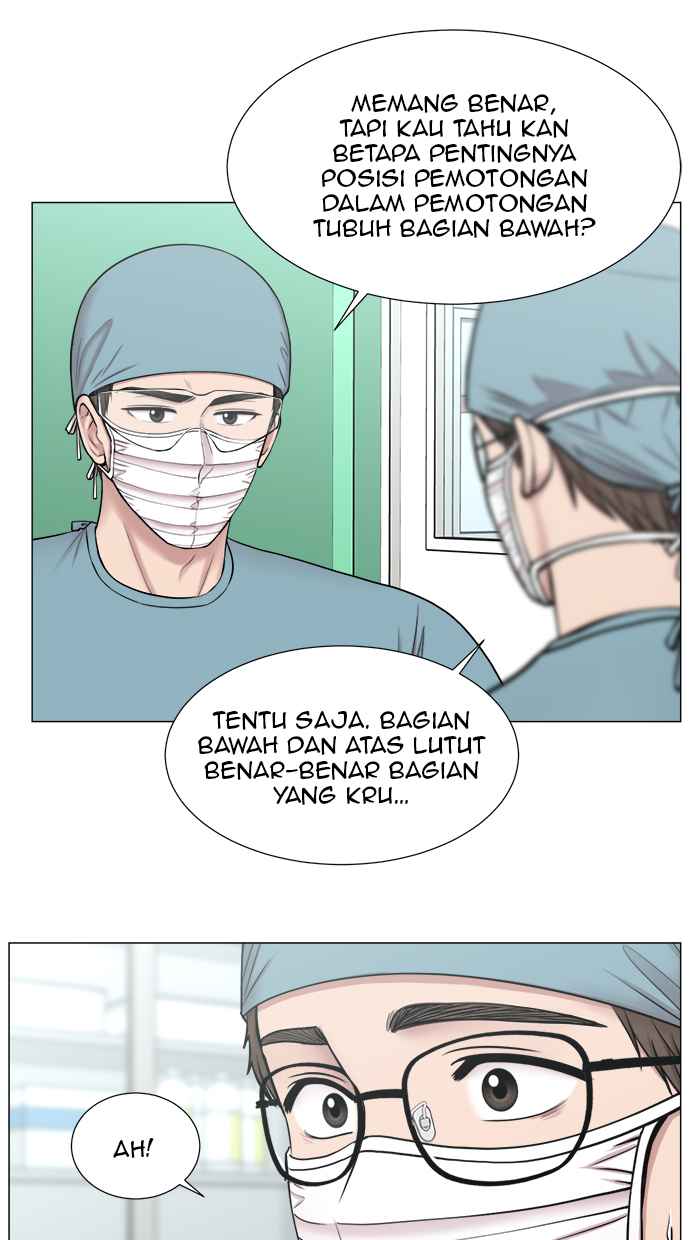 MEMANG BENAR,
TAPI KAU TAHU KAN
BETAPA PENTINGNYA
POSISI PEMOTONGAN
DALAM PEMOTONGAN
TUBUH BAGIAN BAWAH?
TENTU SAJA. BAGIAN
BAWAH DAN ATAS LUTUT
BENAR-BENAR BAGIAN
YANG KRU...
AH!